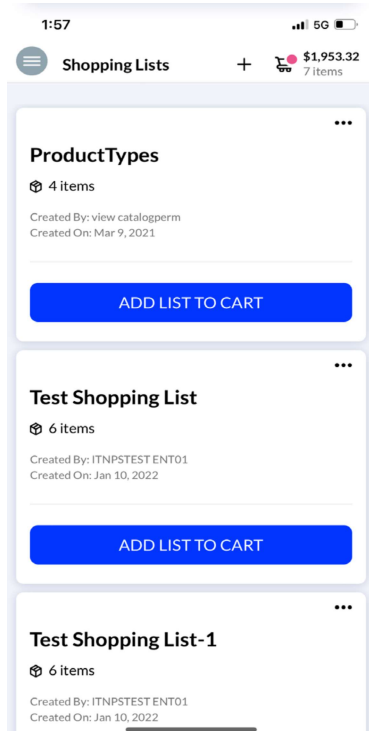 1:57
5G
Shopping Lists
+
$1,953.32
7 items
ProductTypes
4 items
Created By: view catalogperm
Created On: Mar 9, 2021
ADD LIST TO CART
Test Shopping List
6 items
Created By: ITNPSTEST ENT01
Created On: Jan 10, 2022
ADD LIST TO CART
Test Shopping List-1
6 items
Created By: ITNPSTEST ENT01
Created On: Jan 10, 2022